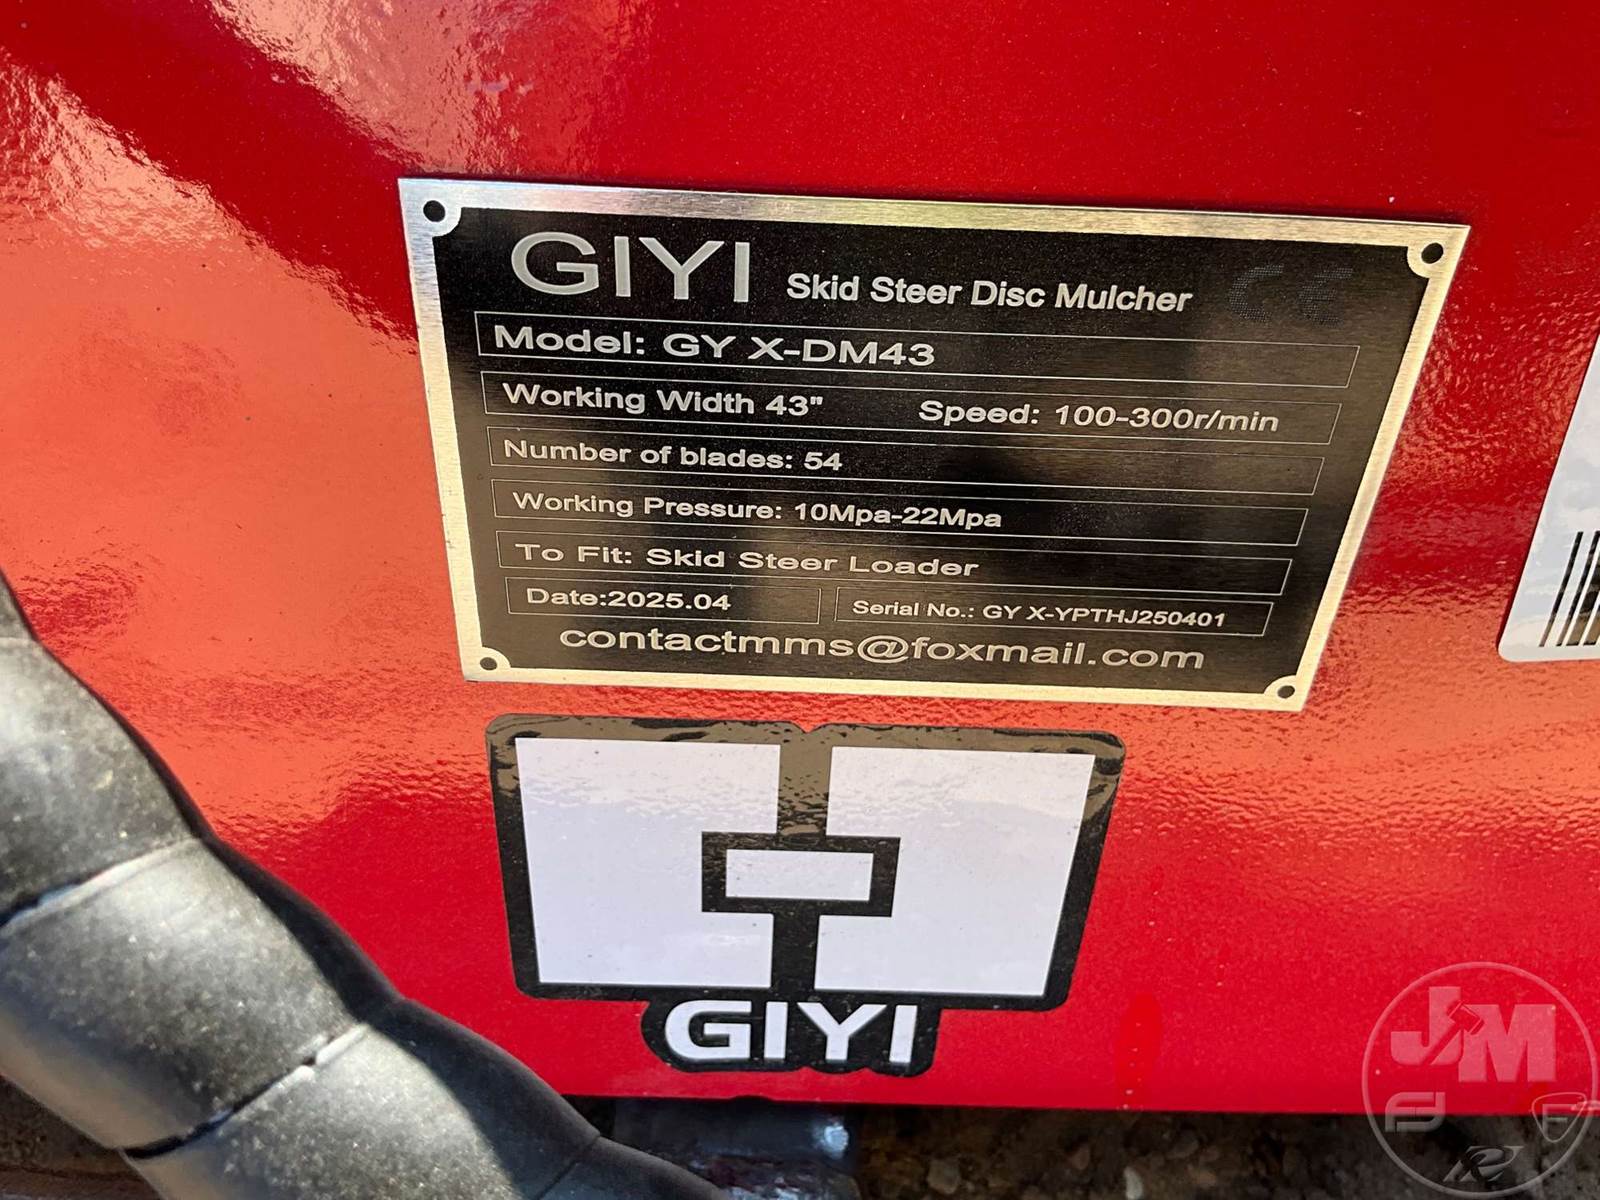 GIYI Skid Steer Disc Mulcher CE
Model: GY X-DM43
Working Width 43" Speed: 100-300r/min
Number of blades: 54
Working Pressure: 10Mpa-22Mpa
To Fit: Skid Steer Loader
Date:2025.04 Serial No.: GY X-YPTHJ250401
contactmms@foxmail.com
GIYI
JM